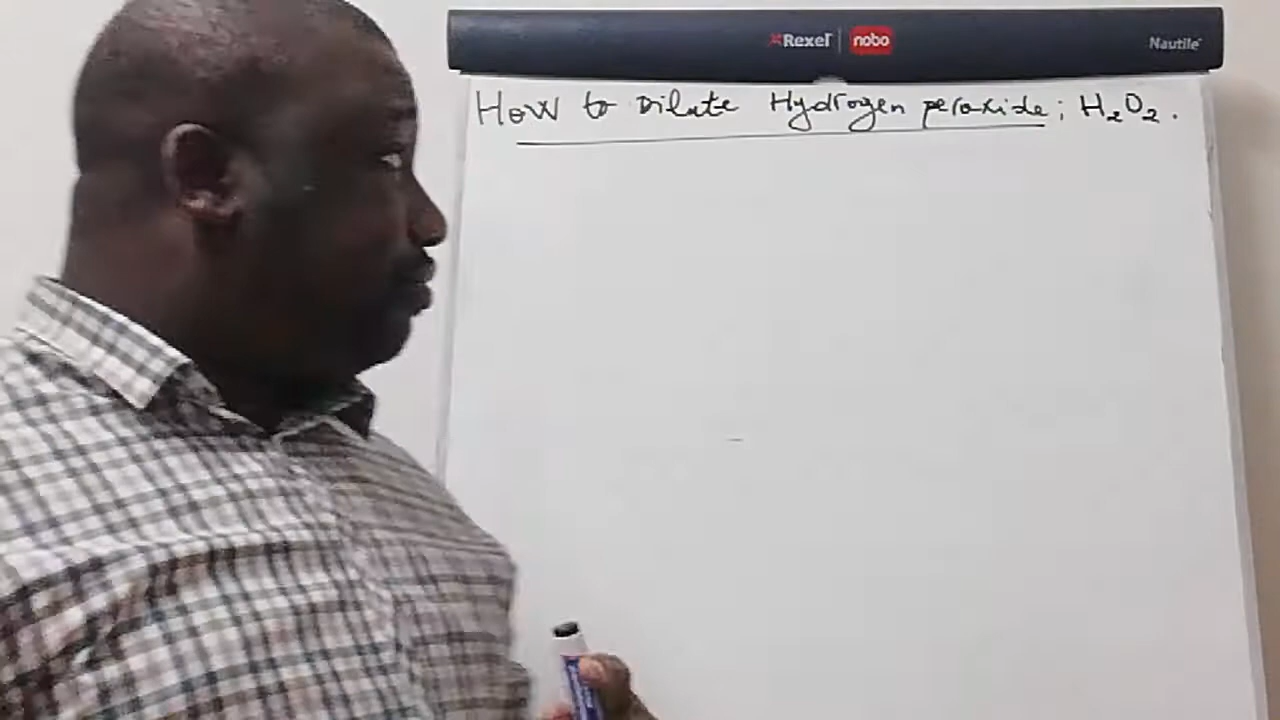 Rexel nobo
Nautile
How to Dilute Hydrogen peroxide; H₂O₂.